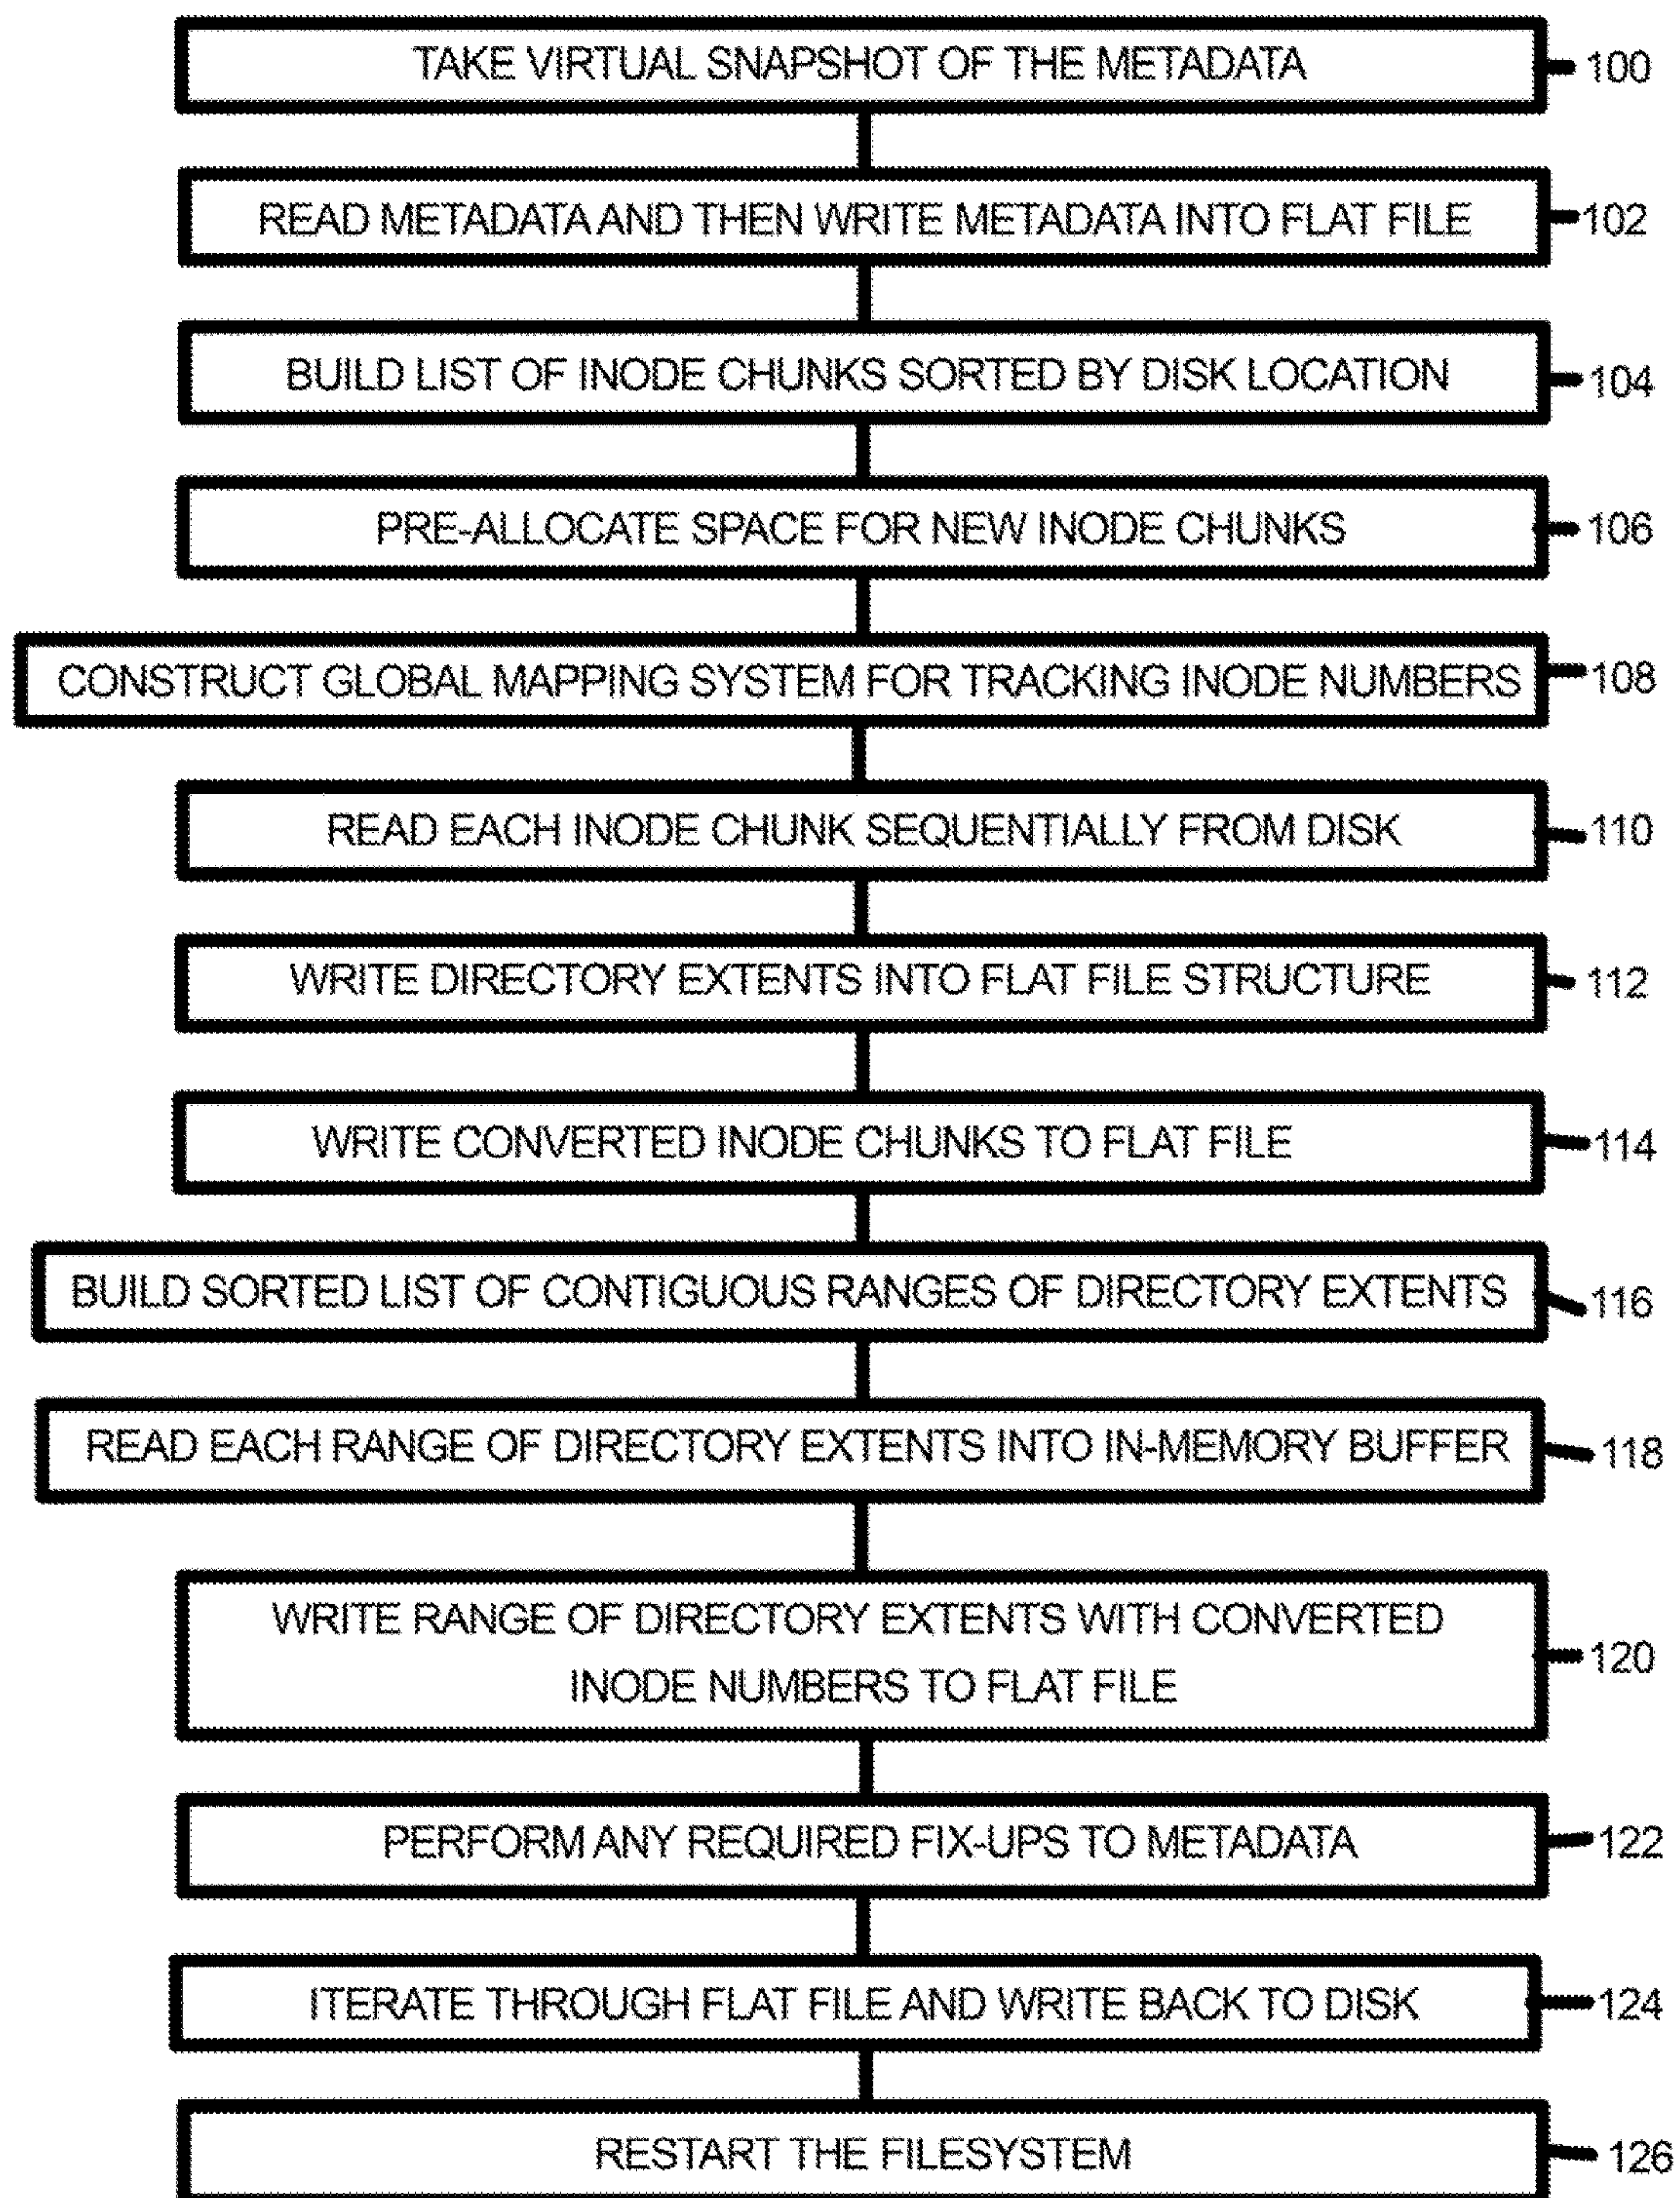 TAKE VIRTUAL SNAPSHOT OF THE METADATA 100
READ METADATA AND THEN WRITE METADATA INTO FLAT FILE 102
BUILD LIST OF INODE CHUNKS SORTED BY DISK LOCATION 104
PRE-ALLOCATE SPACE FOR NEW INODE CHUNKS 106
CONSTRUCT GLOBAL MAPPING SYSTEM FOR TRACKING INODE NUMBERS 108
READ EACH INODE CHUNK SEQUENTIALLY FROM DISK 110
WRITE DIRECTORY EXTENTS INTO FLAT FILE STRUCTURE 112
WRITE CONVERTED INODE CHUNKS TO FLAT FILE 114
BUILD SORTED LIST OF CONTIGUOUS RANGES OF DIRECTORY EXTENTS 116
READ EACH RANGE OF DIRECTORY EXTENTS INTO IN-MEMORY BUFFER 118
WRITE RANGE OF DIRECTORY EXTENTS WITH CONVERTED
INODE NUMBERS TO FLAT FILE 120
PERFORM ANY REQUIRED FIX-UPS TO METADATA 122
ITERATE THROUGH FLAT FILE AND WRITE BACK TO DISK 124
RESTART THE FILESYSTEM 126